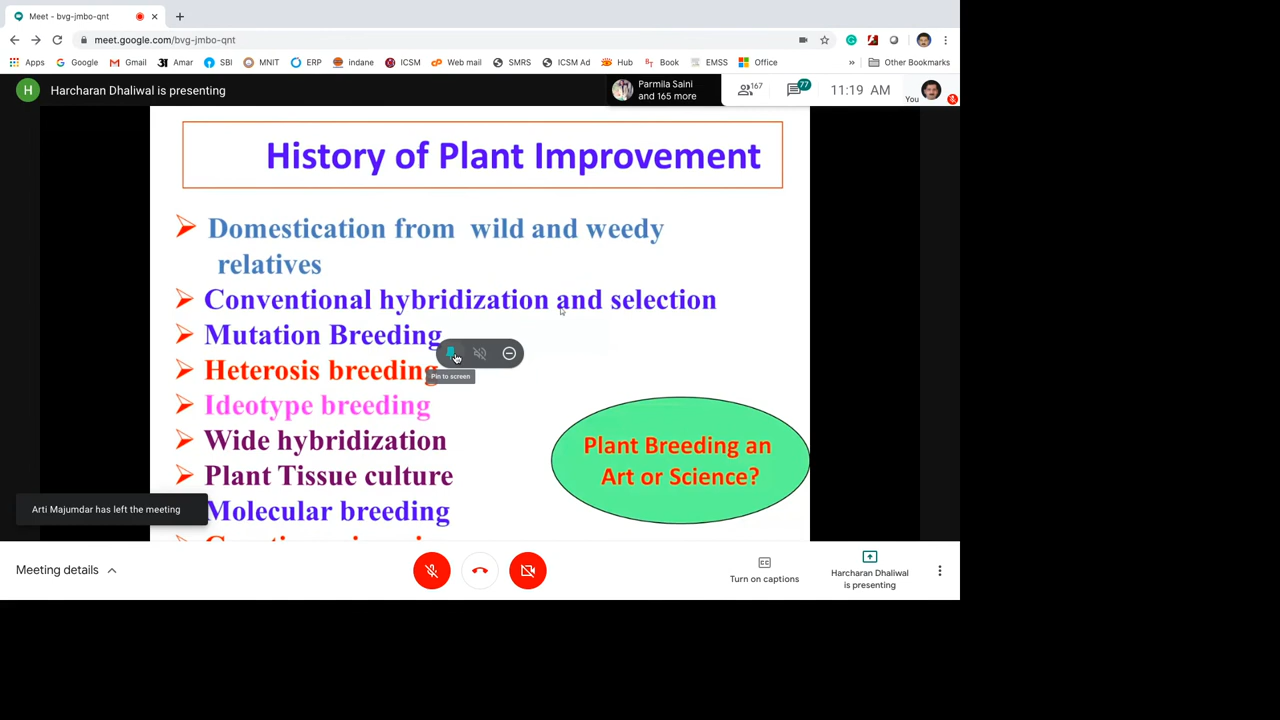 Meet - bvg-jmbo-qnt
meet.google.com/bvg-jmbo-qnt
Apps Google Gmail Amar SBI MNIT ERP indane ICSM Web mail SMRS ICSM Ad Hub Book EMSS Office » Other Bookmarks
H Harcharan Dhaliwal is presenting
Parmila Saini
and 165 more
167
77
11:19 AM
You
History of Plant Improvement
Domestication from wild and weedy
relatives
Conventional hybridization and selection
Mutation Breeding
Heterosis breeding
Pin to screen
Ideotype breeding
Wide hybridization
Plant Tissue culture
Molecular breeding
Plant Breeding an
Art or Science?
Arti Majumdar has left the meeting
Meeting details
Turn on captions
Harcharan Dhaliwal
is presenting